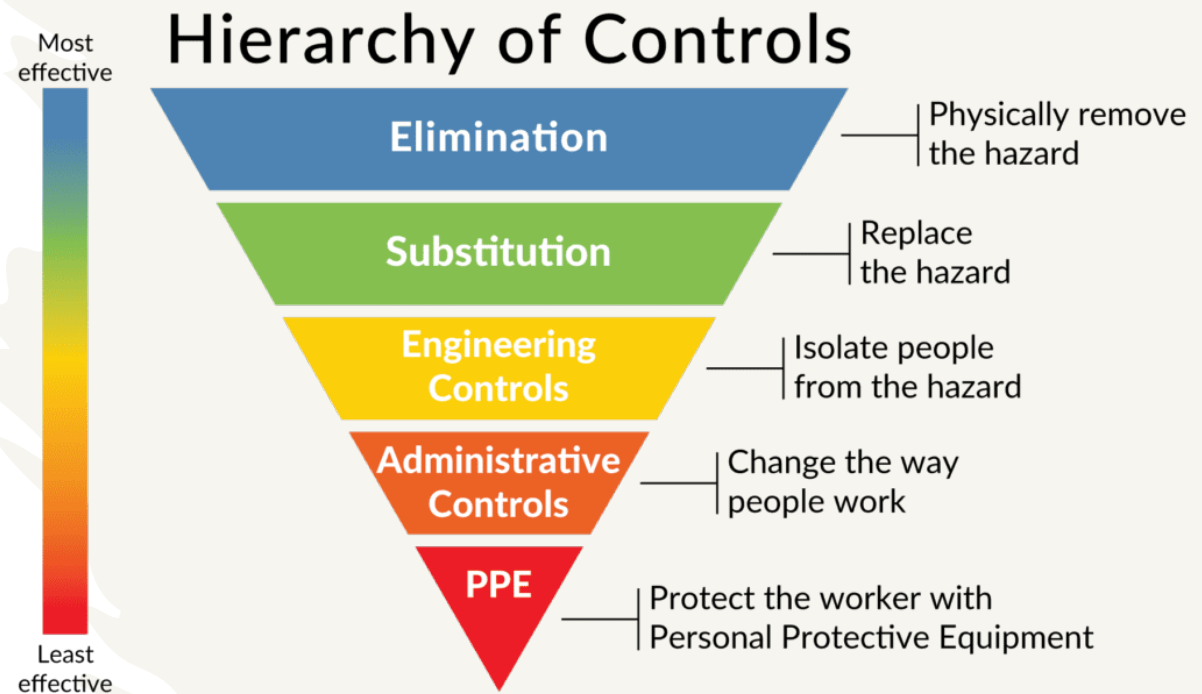 Hierarchy of Controls
Most
effective
Elimination
Physically remove
the hazard
Substitution
Replace
the hazard
Engineering
Controls
Isolate people
from the hazard
Administrative
Controls
Change the way
people work
PPE
Protect the worker with
Personal Protective Equipment
Least
effective